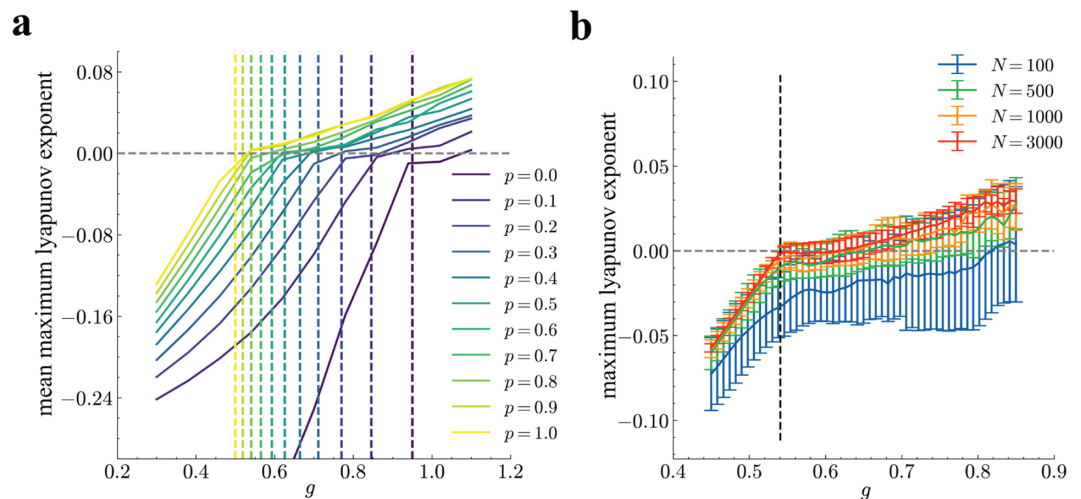 a
mean maximum lyapunov exponent
0.08
0.00
−0.08
−0.16
−0.24
0.2
0.4
0.6
0.8
1.0
1.2
g
p = 0.0
p = 0.1
p = 0.2
p = 0.3
p = 0.4
p = 0.5
p = 0.6
p = 0.7
p = 0.8
p = 0.9
p = 1.0
b
maximum lyapunov exponent
0.10
0.05
0.00
−0.05
−0.10
0.4
0.5
0.6
0.7
0.8
0.9
g
N = 100
N = 500
N = 1000
N = 3000